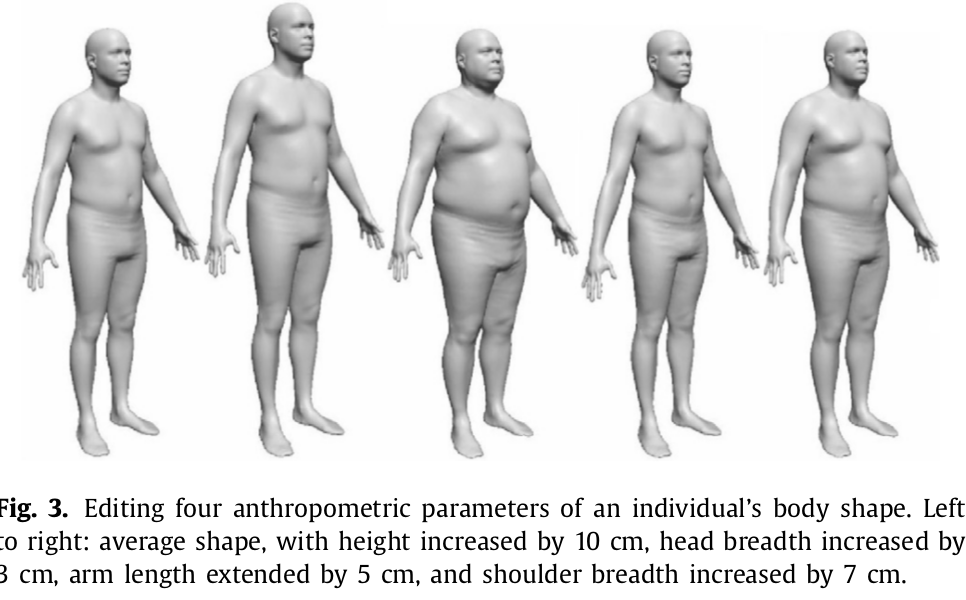 Fig. 3. Editing four anthropometric parameters of an individual's body shape. Left
to right: average shape, with height increased by 10 cm, head breadth increased by
3 cm, arm length extended by 5 cm, and shoulder breadth increased by 7 cm.